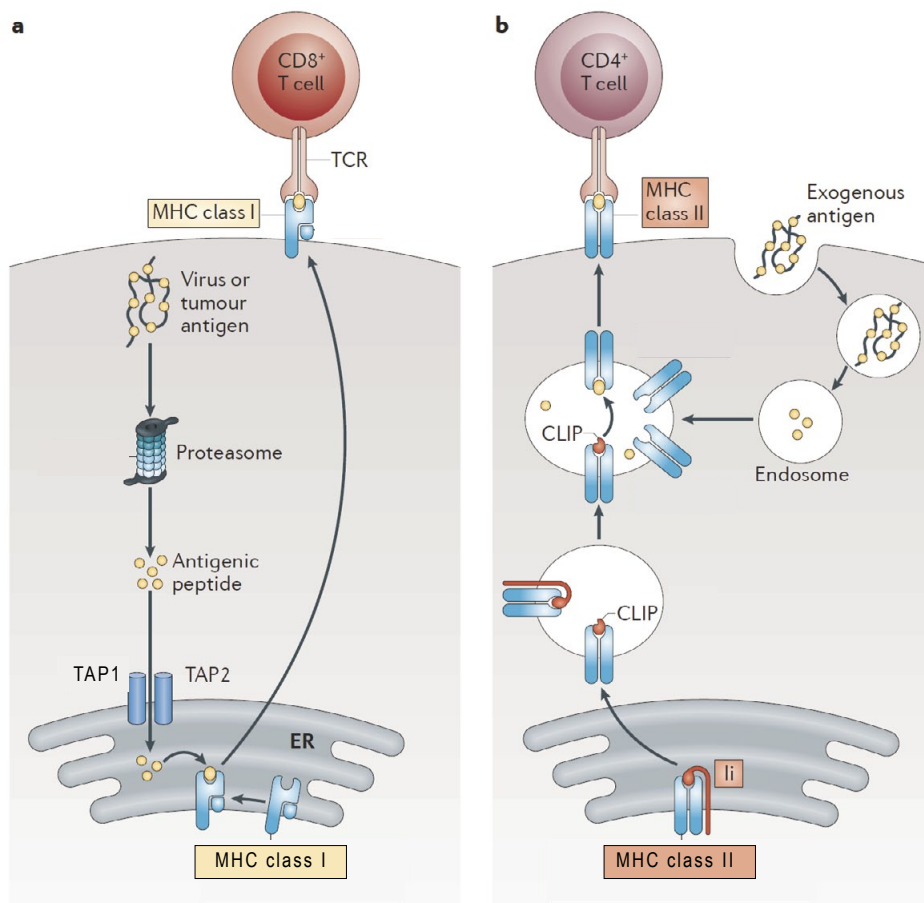 a
CD8+
T cell
TCR
MHC class I
Virus or
tumour
antigen
Proteasome
Antigenic
peptide
TAP1
TAP2
ER
MHC class I
b
CD4+
T cell
MHC
class II
Exogenous
antigen
CLIP
Endosome
CLIP
Ii
MHC class II